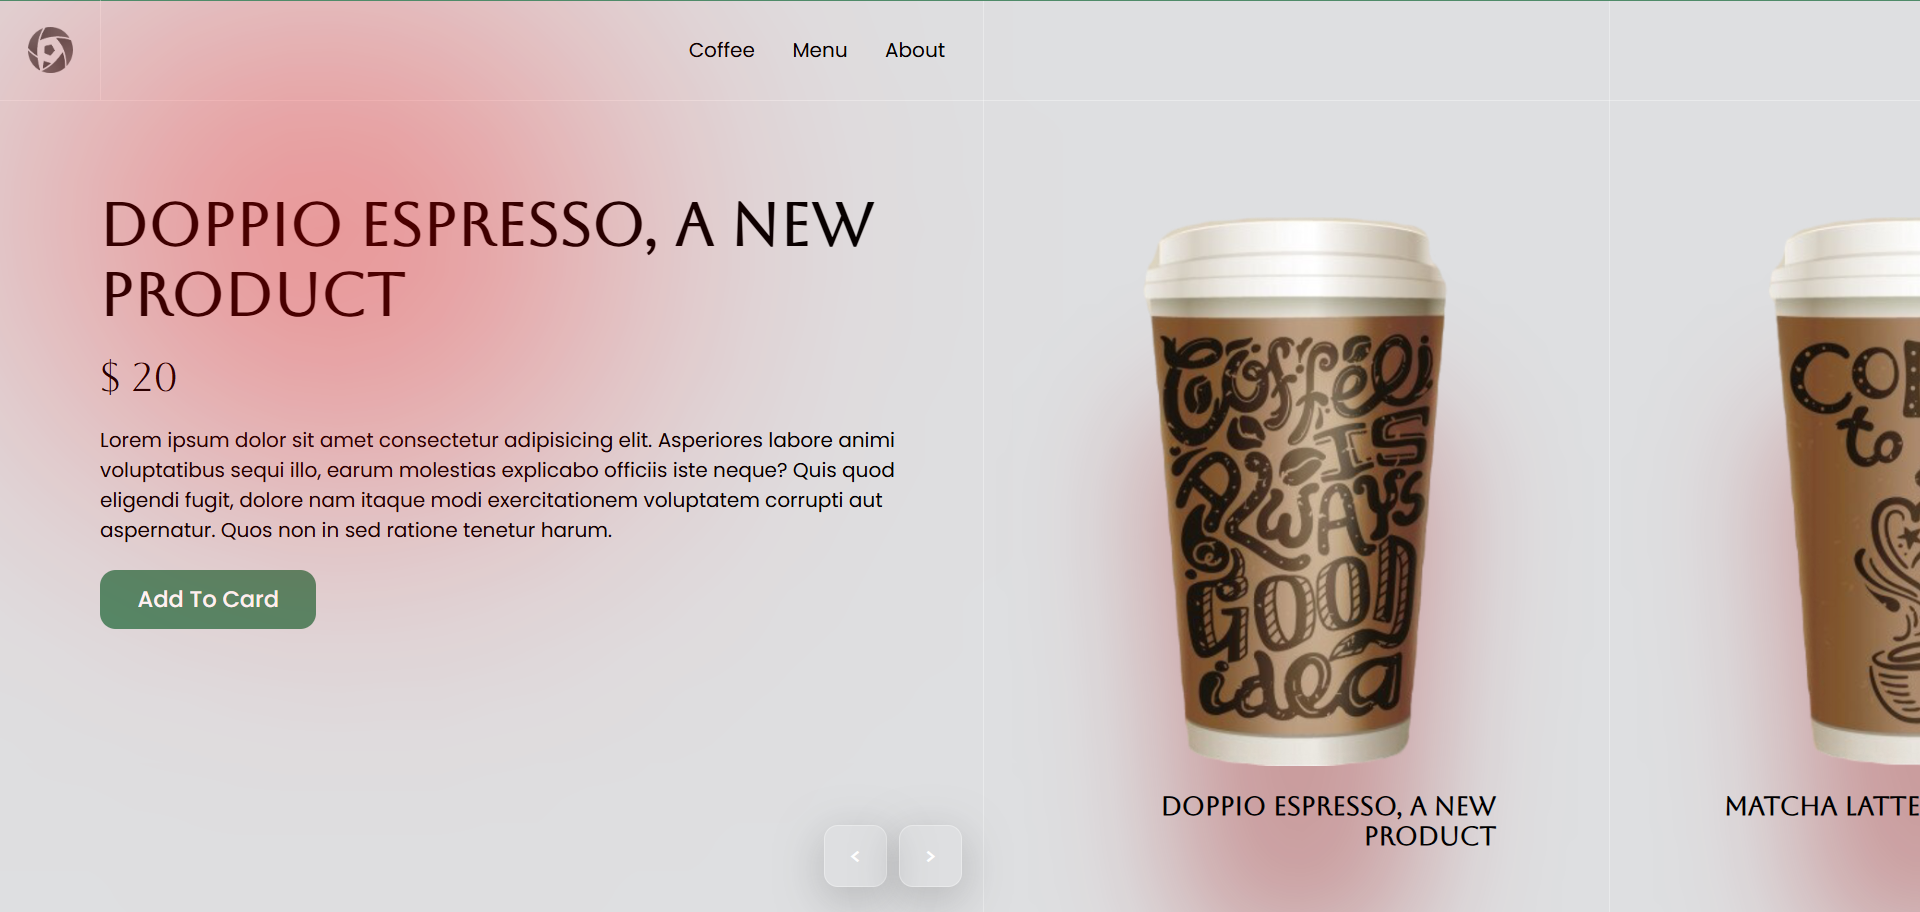 Coffee Menu About
DOPPIO ESPRESSO, A NEW
PRODUCT
$ 20
Lorem ipsum dolor sit amet consectetur adipisicing elit. Asperiores labore animi
voluptatibus sequi illo, earum molestias explicabo officiis iste neque? Quis quod
eligendi fugit, dolore nam itaque modi exercitationem voluptatem corrupti aut
aspernatur. Quos non in sed ratione tenetur harum.
Add To Card
< >
Coffee
IS
Always
GOOD
idea
DOPPIO ESPRESSO, A NEW
PRODUCT
to
MATCHA LATTE